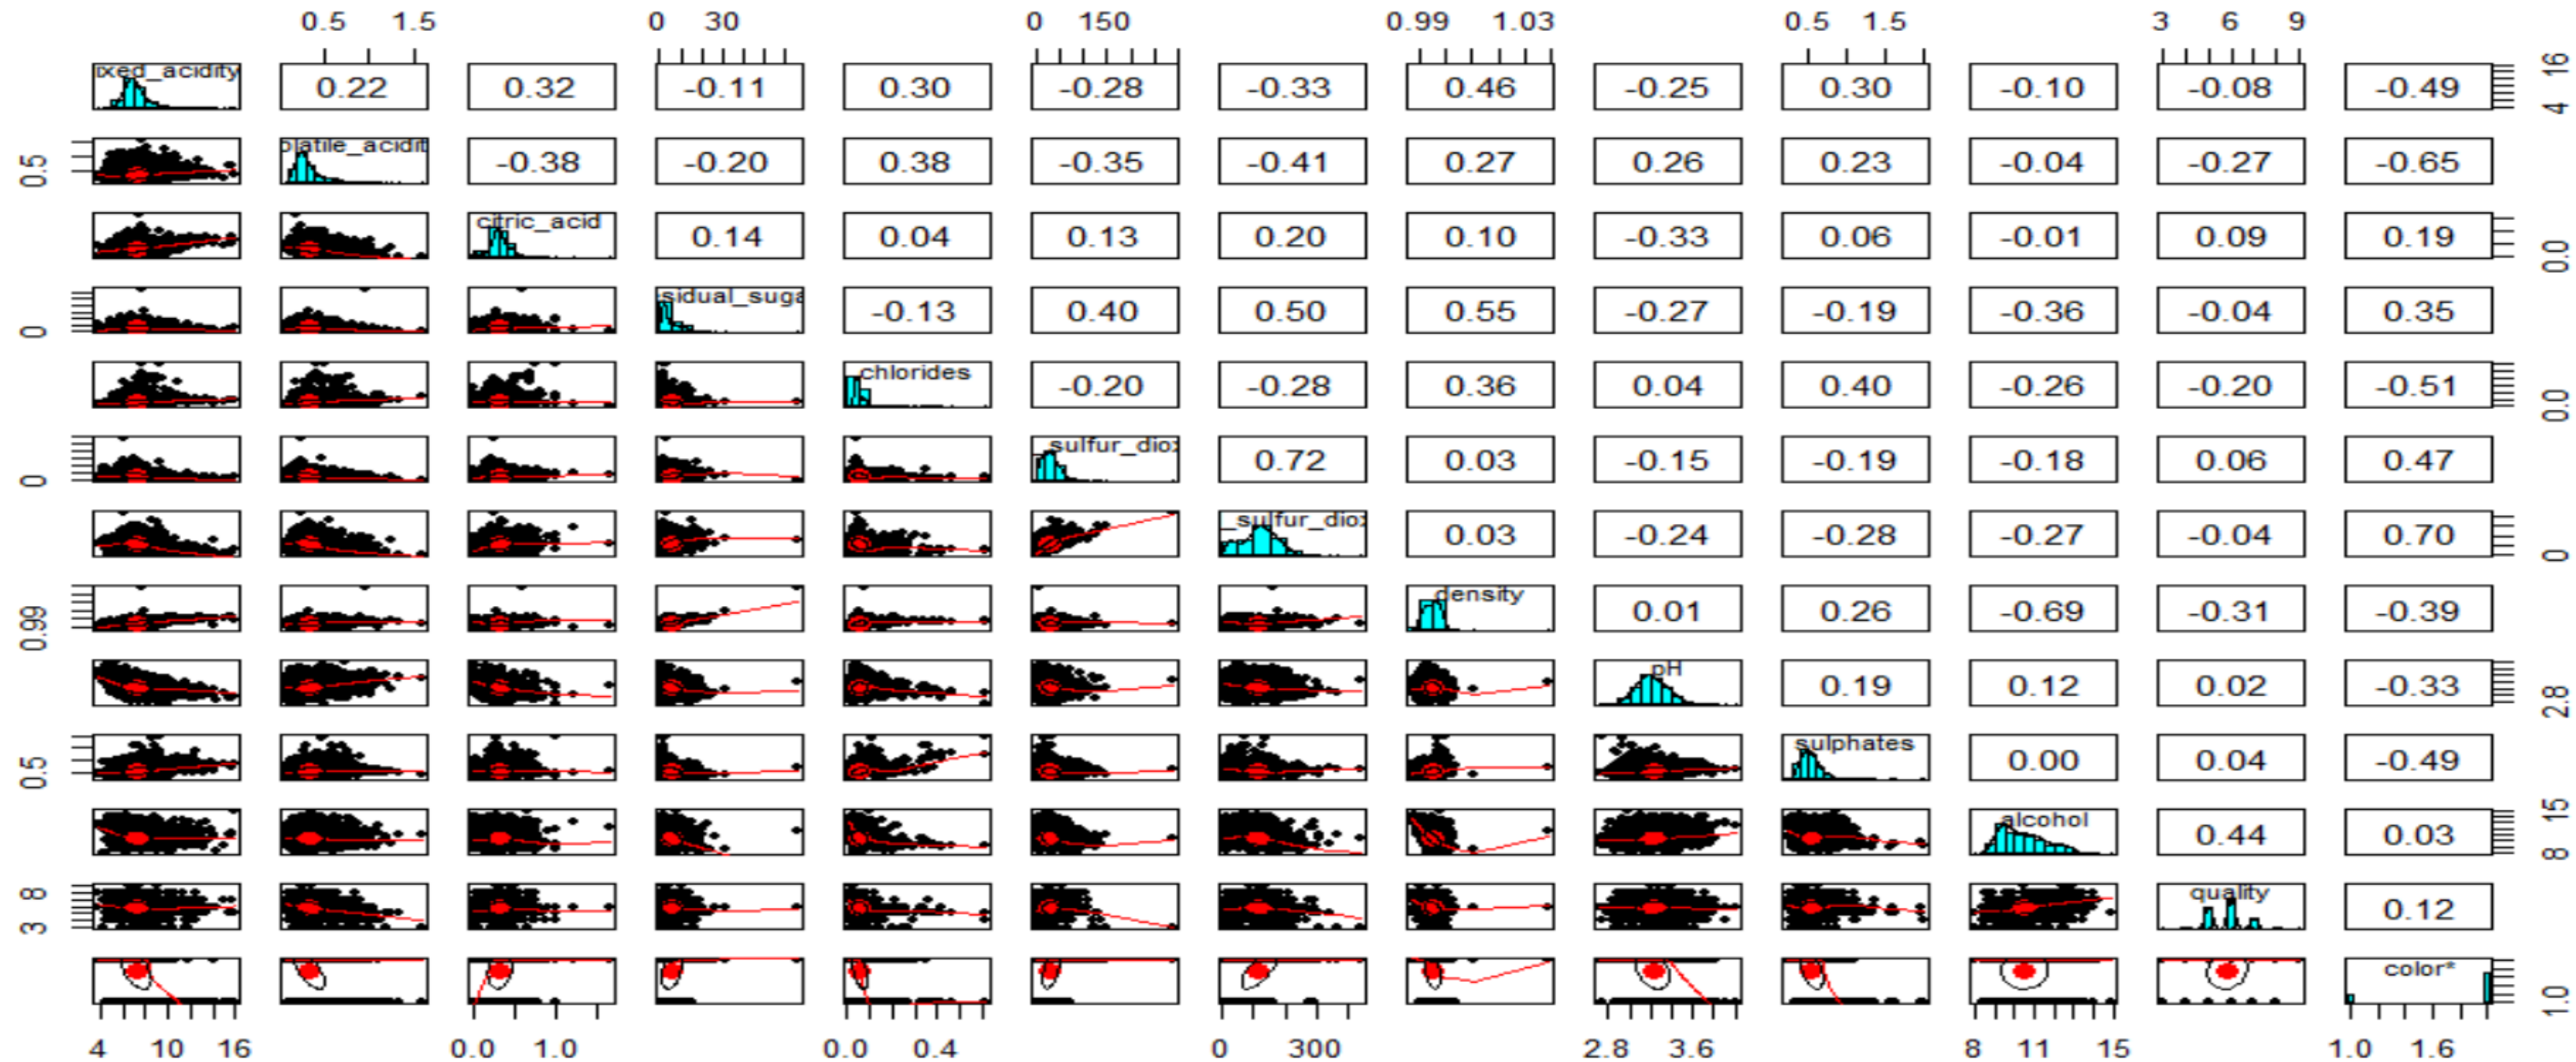 0.5 1.5 0 30 0 150 0.99 1.03 0.5 1.5 3 6 9
ixed_acidity 0.22 0.32 -0.11 0.30 -0.28 -0.33 0.46 -0.25 0.30 -0.10 -0.08 -0.49 4 16
0.5 olatile_acidit -0.38 -0.20 0.38 -0.35 -0.41 0.27 0.26 0.23 -0.04 -0.27 -0.65
citric_acid 0.14 0.04 0.13 0.20 0.10 -0.33 0.06 -0.01 0.09 0.19 0.0
0 sidual_suga -0.13 0.40 0.50 0.55 -0.27 -0.19 -0.36 -0.04 0.35
chlorides -0.20 -0.28 0.36 0.04 0.40 -0.26 -0.20 -0.51 0.0
0 sulfur_dio 0.72 0.03 -0.15 -0.19 -0.18 0.06 0.47
_sulfur_dio 0.03 -0.24 -0.28 -0.27 -0.04 0.70 0
0.99 density 0.01 0.26 -0.69 -0.31 -0.39
pH 0.19 0.12 0.02 -0.33 2.8
0.5 sulphates 0.00 0.04 -0.49
alcohol 0.44 0.03 8 15
3 8 quality 0.12
color* 1.0
4 10 16 0.0 1.0 0.0 0.4 0 300 2.8 3.6 8 11 15 1.0 1.6